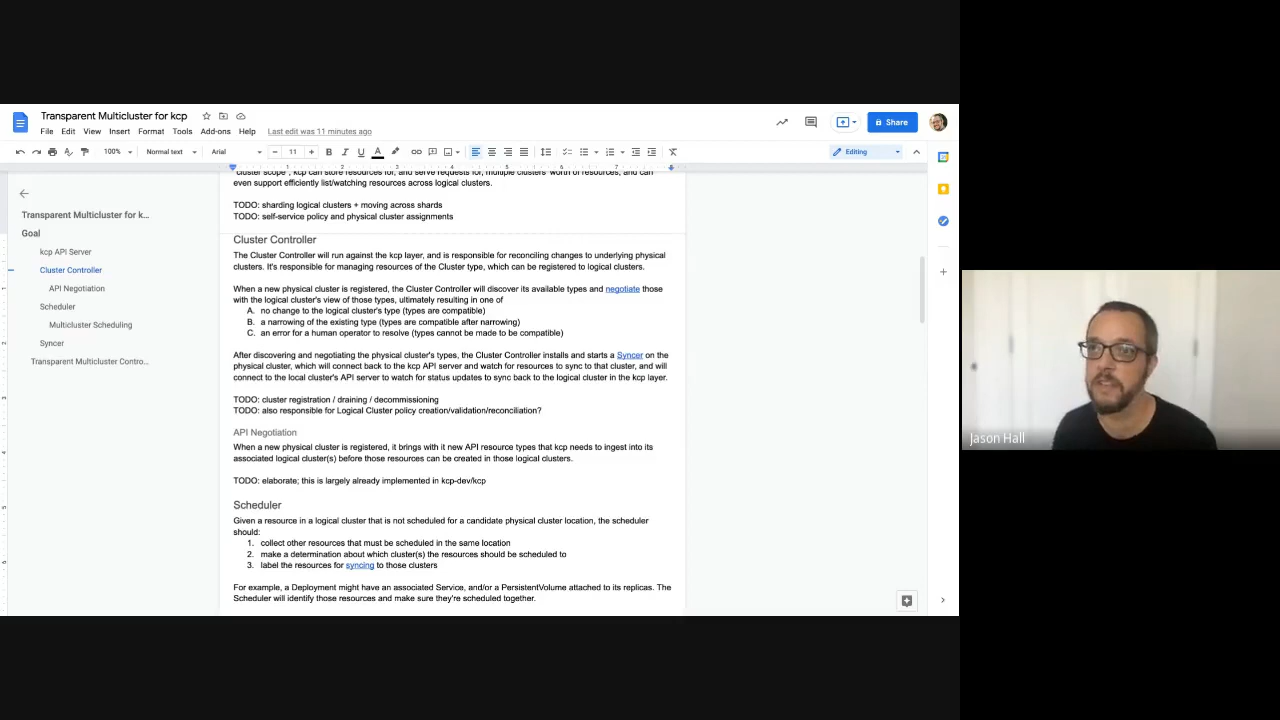 Transparent Multicluster for kcp
File Edit View Insert Format Tools Add-ons Help Last edit was 11 minutes ago
Share
100% Normal text Arial 11 B I U A Editing
Transparent Multicluster for k...
Goal
kcp API Server
Cluster Controller
API Negotiation
Scheduler
Multicluster Scheduling
Syncer
Transparent Multicluster Contro...
"cluster scope", kcp can store resources for, and serve requests for, multiple clusters' worth of resources, and can
even support efficiently list/watching resources across logical clusters.
TODO: sharding logical clusters + moving across shards
TODO: self-service policy and physical cluster assignments
Cluster Controller
The Cluster Controller will run against the kcp layer, and is responsible for reconciling changes to underlying physical
clusters. It's responsible for managing resources of the Cluster type, which can be registered to logical clusters.
When a new physical cluster is registered, the Cluster Controller will discover its available types and negotiate those
with the logical cluster's view of those types, ultimately resulting in one of
A. no change to the logical cluster's type (types are compatible)
B. a narrowing of the existing type (types are compatible after narrowing)
C. an error for a human operator to resolve (types cannot be made to be compatible)
After discovering and negotiating the physical cluster's types, the Cluster Controller installs and starts a Syncer on the
physical cluster, which will connect back to the kcp API server and watch for resources to sync to that cluster, and will
connect to the local cluster's API server to watch for status updates to sync back to the logical cluster in the kcp layer.
TODO: cluster registration / draining / decommissioning
TODO: also responsible for Logical Cluster policy creation/validation/reconciliation?
API Negotiation
When a new physical cluster is registered, it brings with it new API resource types that kcp needs to ingest into its
associated logical cluster(s) before those resources can be created in those logical clusters.
TODO: elaborate; this is largely already implemented in kcp-dev/kcp
Scheduler
Given a resource in a logical cluster that is not scheduled for a candidate physical cluster location, the scheduler
should:
1. collect other resources that must be scheduled in the same location
2. make a determination about which cluster(s) the resources should be scheduled to
3. label the resources for syncing to those clusters
For example, a Deployment might have an associated Service, and/or a PersistentVolume attached to its replicas. The
Scheduler will identify those resources and make sure they're scheduled together.
Jason Hall